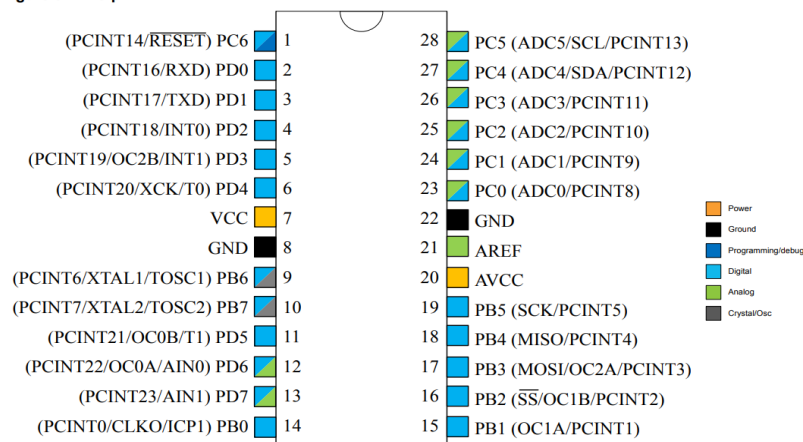 (PCINT14/RESET) PC6 1
(PCINT16/RXD) PD0 2
(PCINT17/TXD) PD1 3
(PCINT18/INT0) PD2 4
(PCINT19/OC2B/INT1) PD3 5
(PCINT20/XCK/T0) PD4 6
VCC 7
GND 8
(PCINT6/XTAL1/TOSC1) PB6 9
(PCINT7/XTAL2/TOSC2) PB7 10
(PCINT21/OC0B/T1) PD5 11
(PCINT22/OC0A/AIN0) PD6 12
(PCINT23/AIN1) PD7 13
(PCINT0/CLKO/ICP1) PB0 14
28 PC5 (ADC5/SCL/PCINT13)
27 PC4 (ADC4/SDA/PCINT12)
26 PC3 (ADC3/PCINT11)
25 PC2 (ADC2/PCINT10)
24 PC1 (ADC1/PCINT9)
23 PC0 (ADC0/PCINT8)
22 GND
21 AREF
20 AVCC
19 PB5 (SCK/PCINT5)
18 PB4 (MISO/PCINT4)
17 PB3 (MOSI/OC2A/PCINT3)
16 PB2 (SS/OC1B/PCINT2)
15 PB1 (OC1A/PCINT1)
Power
Ground
Programming/debug
Digital
Analog
Crystal/Osc